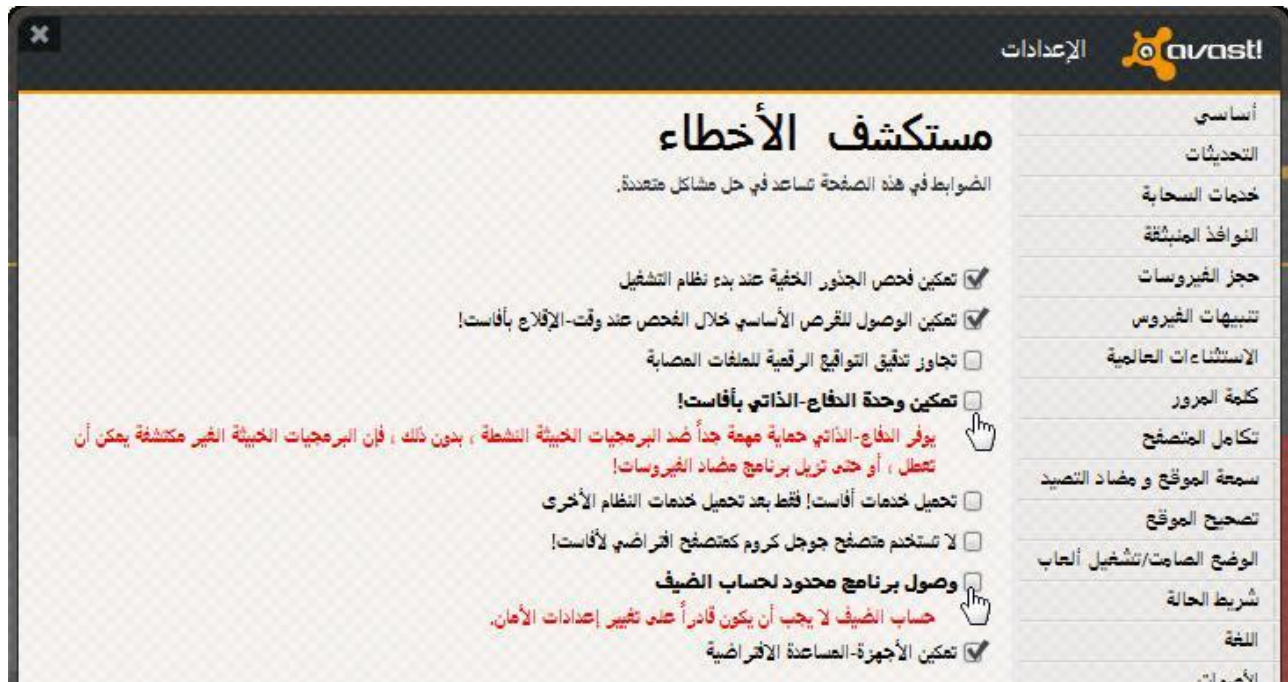 avast! الإعدادات
أساسي
التحديثات
خدمات السحابة
النوافذ المنبثقة
حجز الفيروسات
تنبيهات الفيروس
الاستثناءات العالمية
كلمة المرور
تكامل المتصفح
سمعة الموقع و مضاد التصيد
تصحيح الموقع
الوضع الصامت/تشغيل ألعاب
شريط الحالة
اللغة
الأصوات
مستكشف الأخطاء
الضوابط في هذه الصفحة تساعد في حل مشاكل متعددة.
تمكين فحص الجذور الخفية عند بدء نظام التشغيل
تمكين الوصول للقرص الأساسي خلال الفحص عند وقت-الإقلاع بأفاست!
تجاوز تدقيق التواقيع الرقمية للملفات المصابة
تمكين وحدة الدفاع-الذاتي بأفاست!
يوفر الدفاع-الذاتي حماية مهمة جداً ضد البرمجيات الخبيثة النشطة ، بدون ذلك ، فإن البرمجيات الخبيثة الغير مكتشفة يمكن أن
تعطل ، أو حتى تزيل برنامج مضاد الفيروسات!
تحميل خدمات أفاست! فقط بعد تحميل خدمات النظام الأخرى
لا تستخدم متصفح جوجل كروم كمتصفح افتراضي لأفاست!
وصول برنامج محدود لحساب الضيف
حساب الضيف لا يجب أن يكون قادراً على تغيير إعدادات الأمان.
تمكين الأجهزة-المساعدة الافتراضية